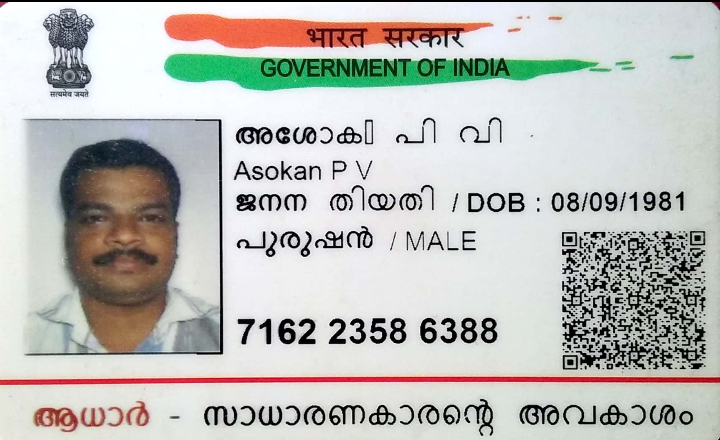 भारत सरकार
GOVERNMENT OF INDIA
सत्यमेव जयते
അശോക▯ പി വി
Asokan P V
ജനന തിയതി / DOB : 08/09/1981
പുരുഷൻ / MALE
7162 2358 6388
ആധാർ - സാധാരണകാരന്റെ അവകാശം